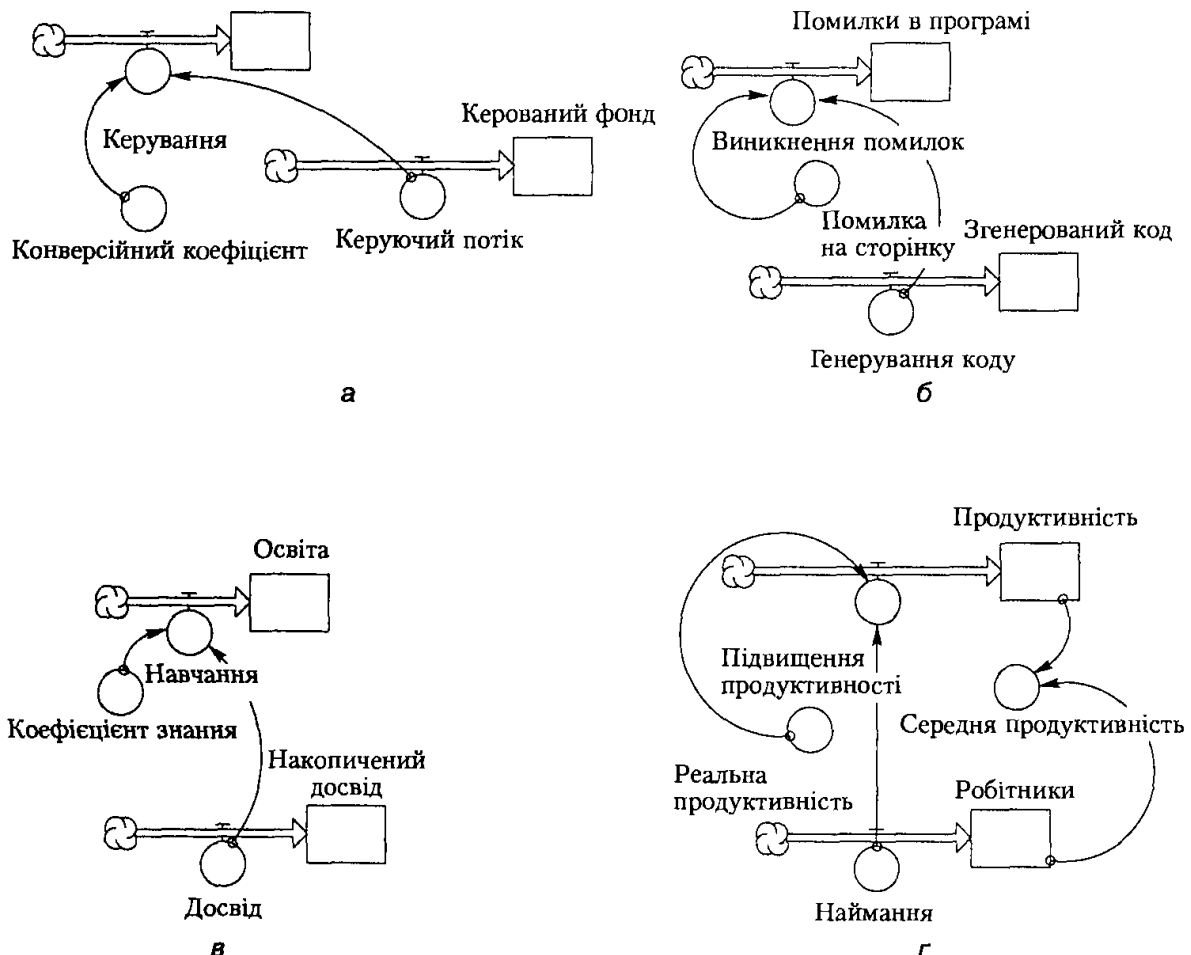 Керування
Керований фонд
Конверсійний коефіцієнт
Керуючий потік
а
Помилки в програмі
Виникнення помилок
Помилка
на сторінку
Згенерований код
Генерування коду
б
Освіта
Навчання
Коефієцієнт знання
Накопичений
досвід
Досвід
в
Продуктивність
Підвищення
продуктивності
Середня продуктивність
Реальна
продуктивність
Робітники
Наймання
г